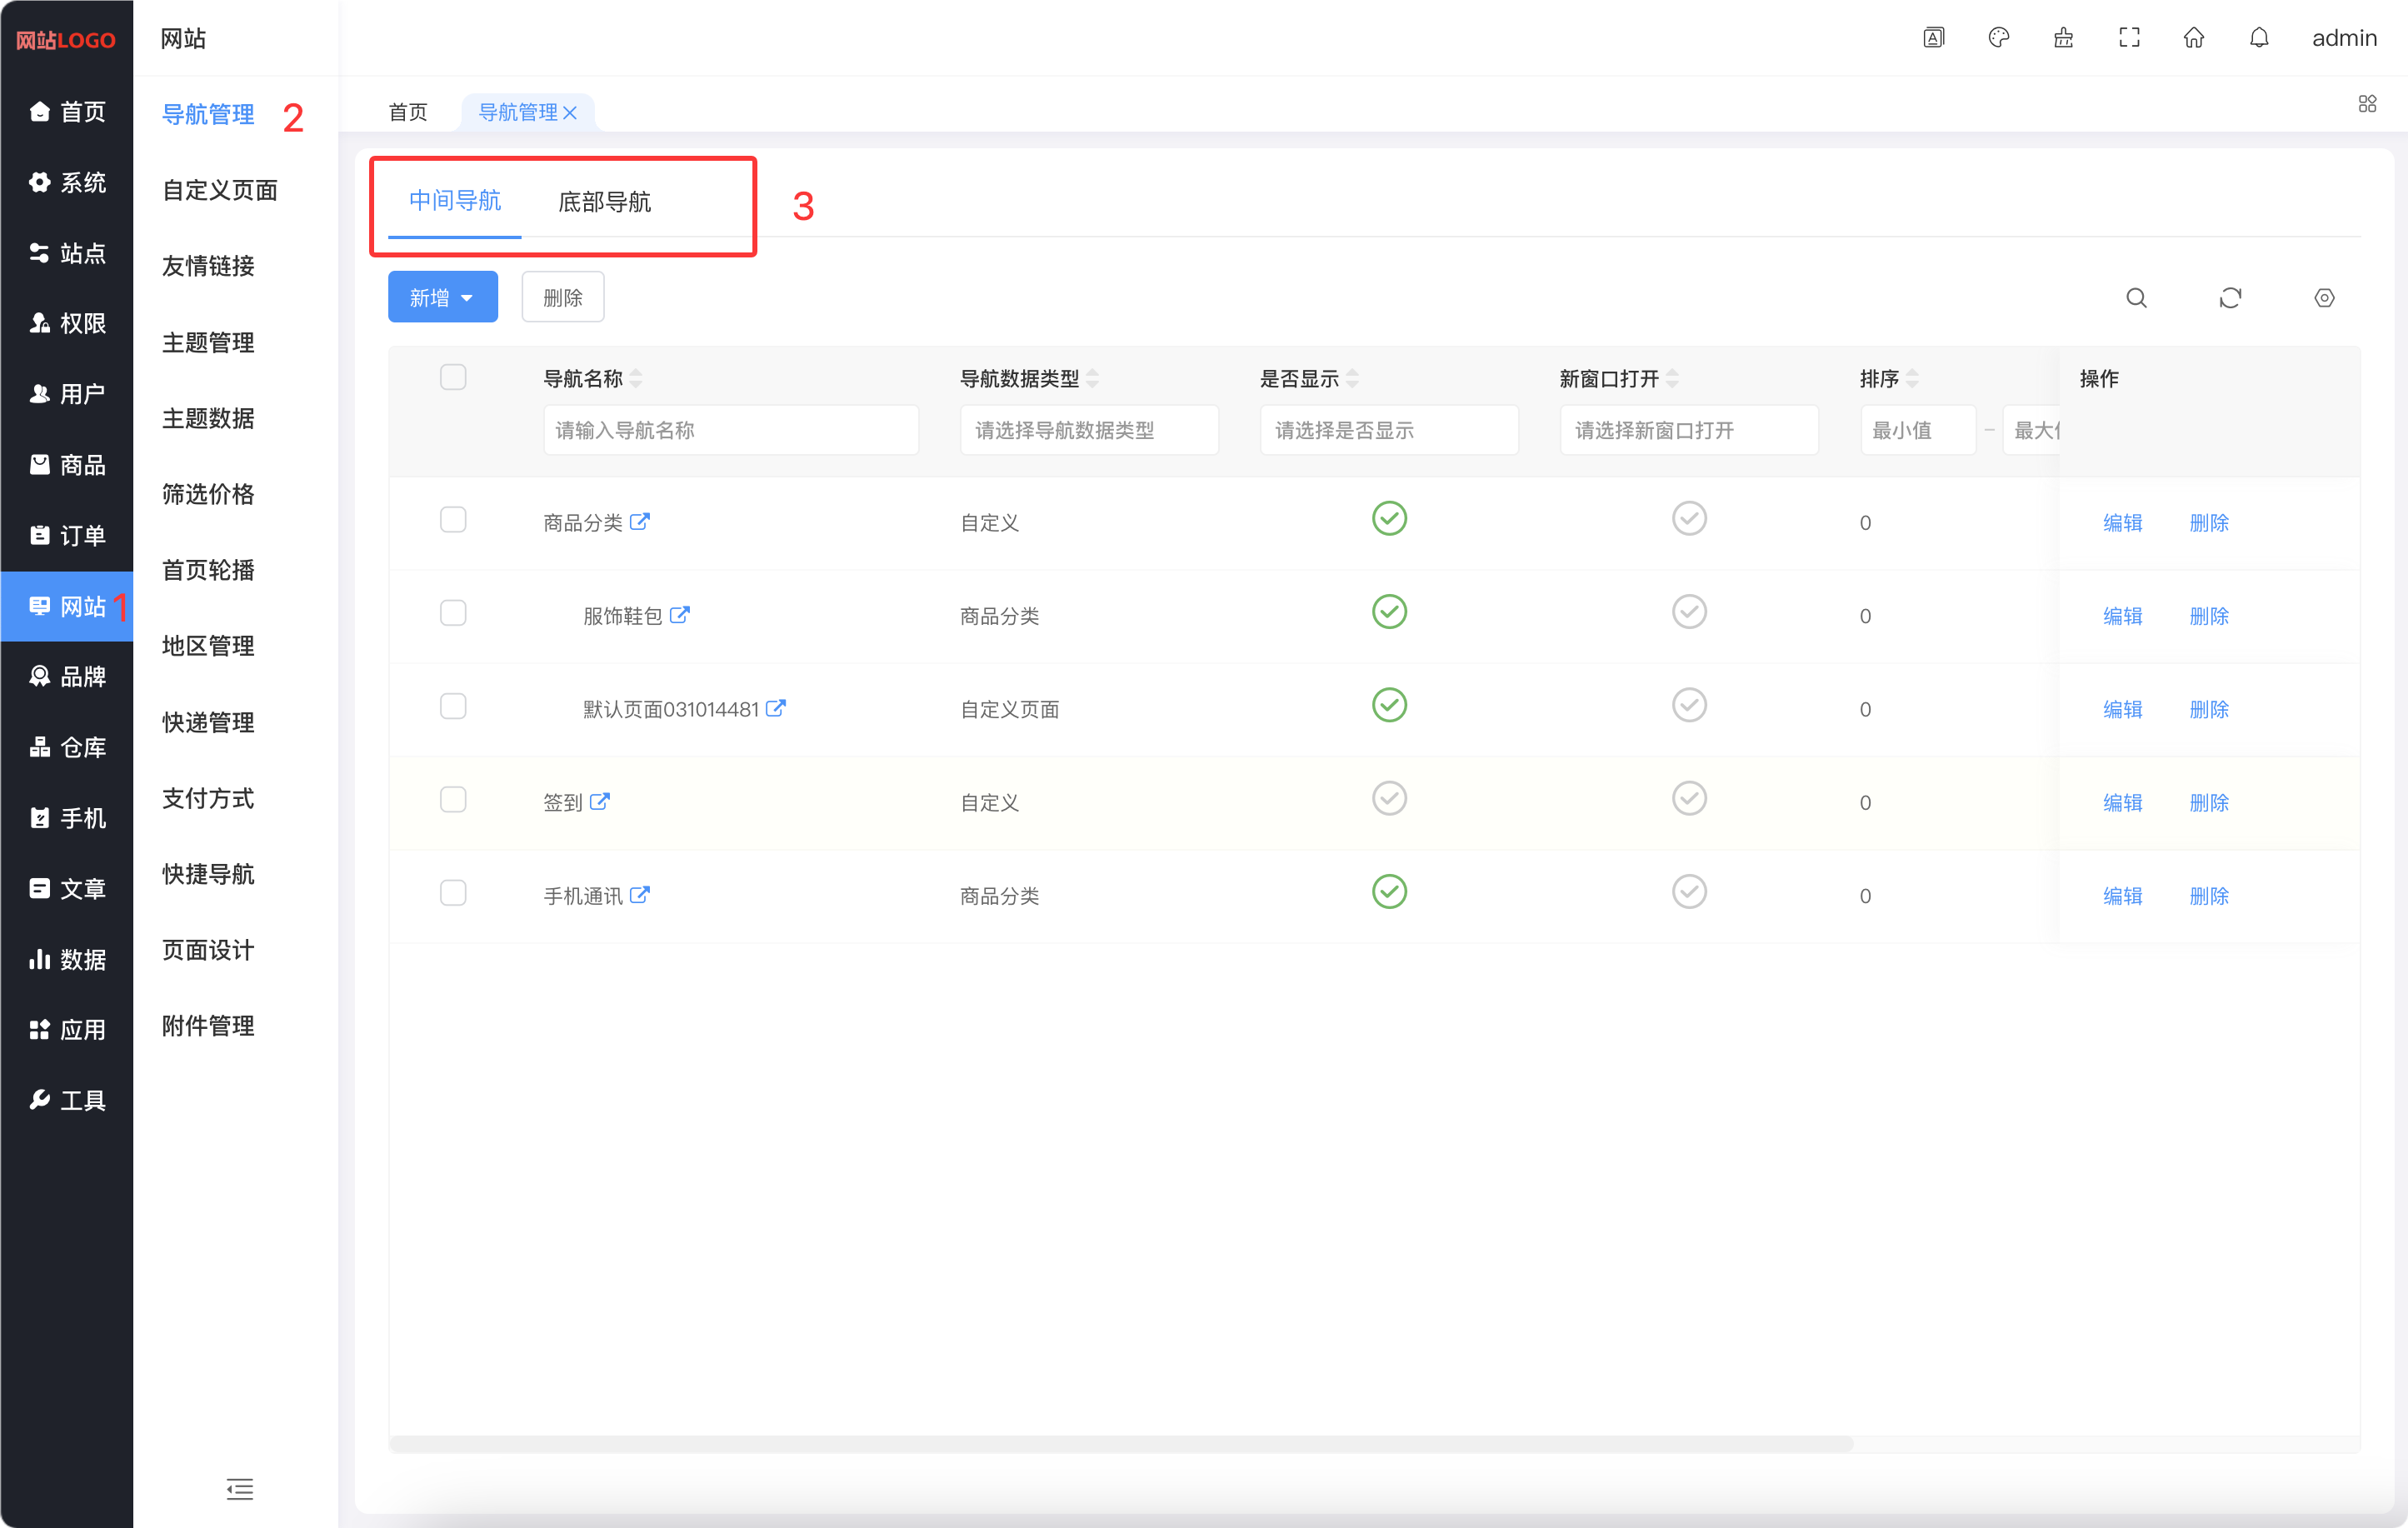 网站LOGO
首页
系统
站点
权限
用户
商品
订单
网站 1
品牌
仓库
手机
文章
数据
应用
工具
网站
导航管理 2
自定义页面
友情链接
主题管理
主题数据
筛选价格
首页轮播
地区管理
快递管理
支付方式
快捷导航
页面设计
附件管理
admin
首页 导航管理
中间导航 底部导航 3
新增 删除
导航名称 导航数据类型 是否显示 新窗口打开 排序 操作
请输入导航名称 请选择导航数据类型 请选择是否显示 请选择新窗口打开 最小值 - 最大
商品分类 自定义 0 编辑 删除
服饰鞋包 商品分类 0 编辑 删除
默认页面031014481 自定义页面 0 编辑 删除
签到 自定义 0 编辑 删除
手机通讯 商品分类 0 编辑 删除